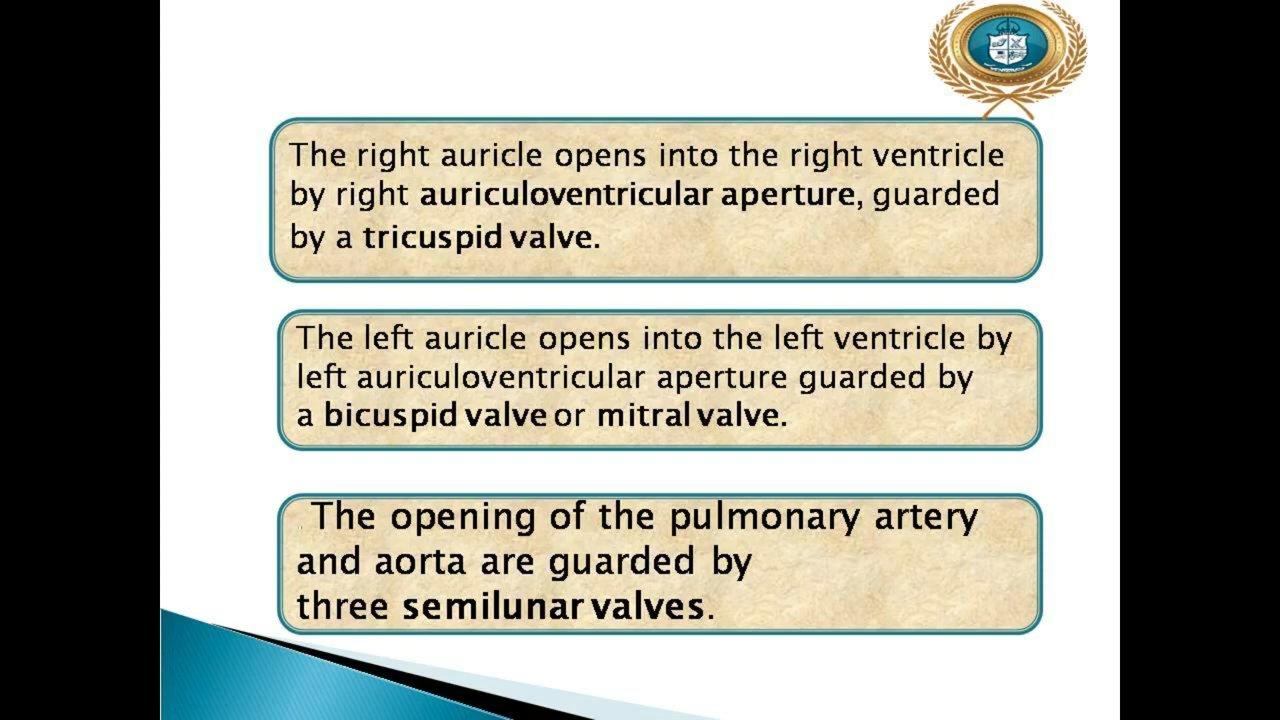 The right auricle opens into the right ventricle
by right auriculoventricular aperture, guarded
by a tricuspid valve.
The left auricle opens into the left ventricle by
left auriculoventricular aperture guarded by
a bicuspid valve or mitral valve.
. The opening of the pulmonary artery
and aorta are guarded by
three semilunar valves.